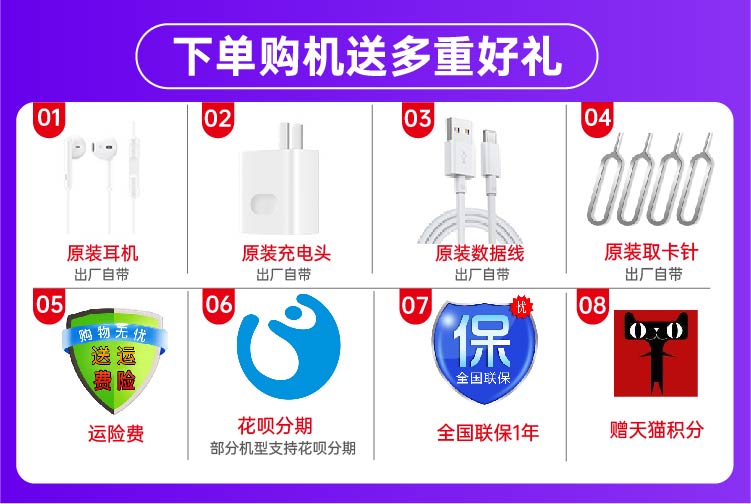 下单购机送多重好礼
01
原装耳机
出厂自带
02
原装充电头
出厂自带
03
原装数据线
出厂自带
04
原装取卡针
出厂自带
05
购物无忧
送运
费险
运险费
06
花呗分期
部分机型支持花呗分期
07
优
保
全国联保
全国联保1年
08
赠天猫积分